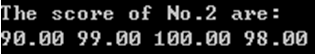 The score of No.2 are:
90.00 99.00 100.00 98.00